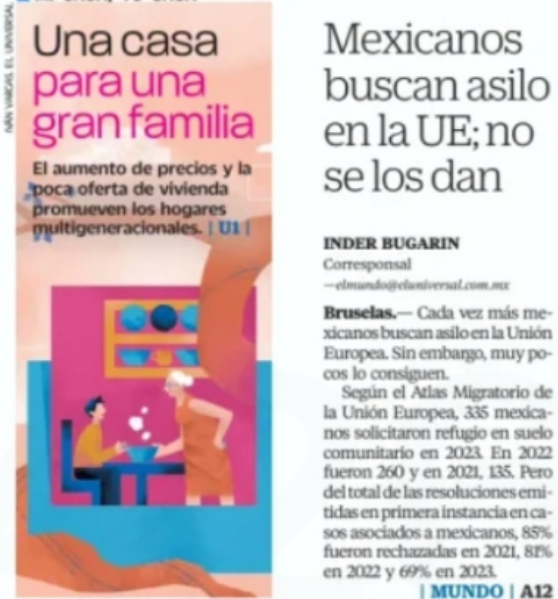 IVÁN VARGAS. EL UNIVERSAL
Una casa
para una
gran familia
El aumento de precios y la
poca oferta de vivienda
promueven los hogares
multigeneracionales. | U1 |
Mexicanos
buscan asilo
en la UE; no
se los dan
INDER BUGARIN
Corresponsal
—elmundo@eluniversal.com.mx
Bruselas.— Cada vez más me-
xicanos buscan asilo en la Unión
Europea. Sin embargo, muy po-
cos lo consiguen.
Según el Atlas Migratorio de
la Unión Europea, 335 mexica-
nos solicitaron refugio en suelo
comunitario en 2023. En 2022
fueron 260 y en 2021, 135. Pero
del total de las resoluciones emi-
tidas en primera instancia en ca-
sos asociados a mexicanos, 85%
fueron rechazadas en 2021, 81%
en 2022 y 69% en 2023.
| MUNDO | A12